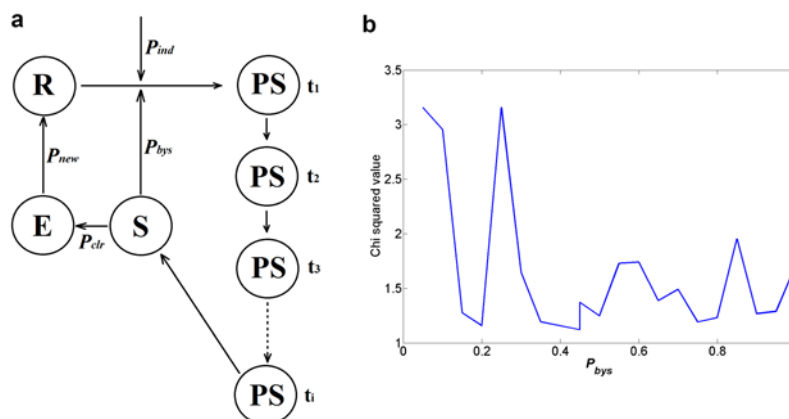 a
P_ind
R
PS t₁
P_new
P_bys
PS t₂
E
S
P_clr
PS t₃
PS tᵢ
b
3.5
3
2.5
2
1.5
1
Chi squared value
0 0.2 0.4 0.6 0.8
P_bys